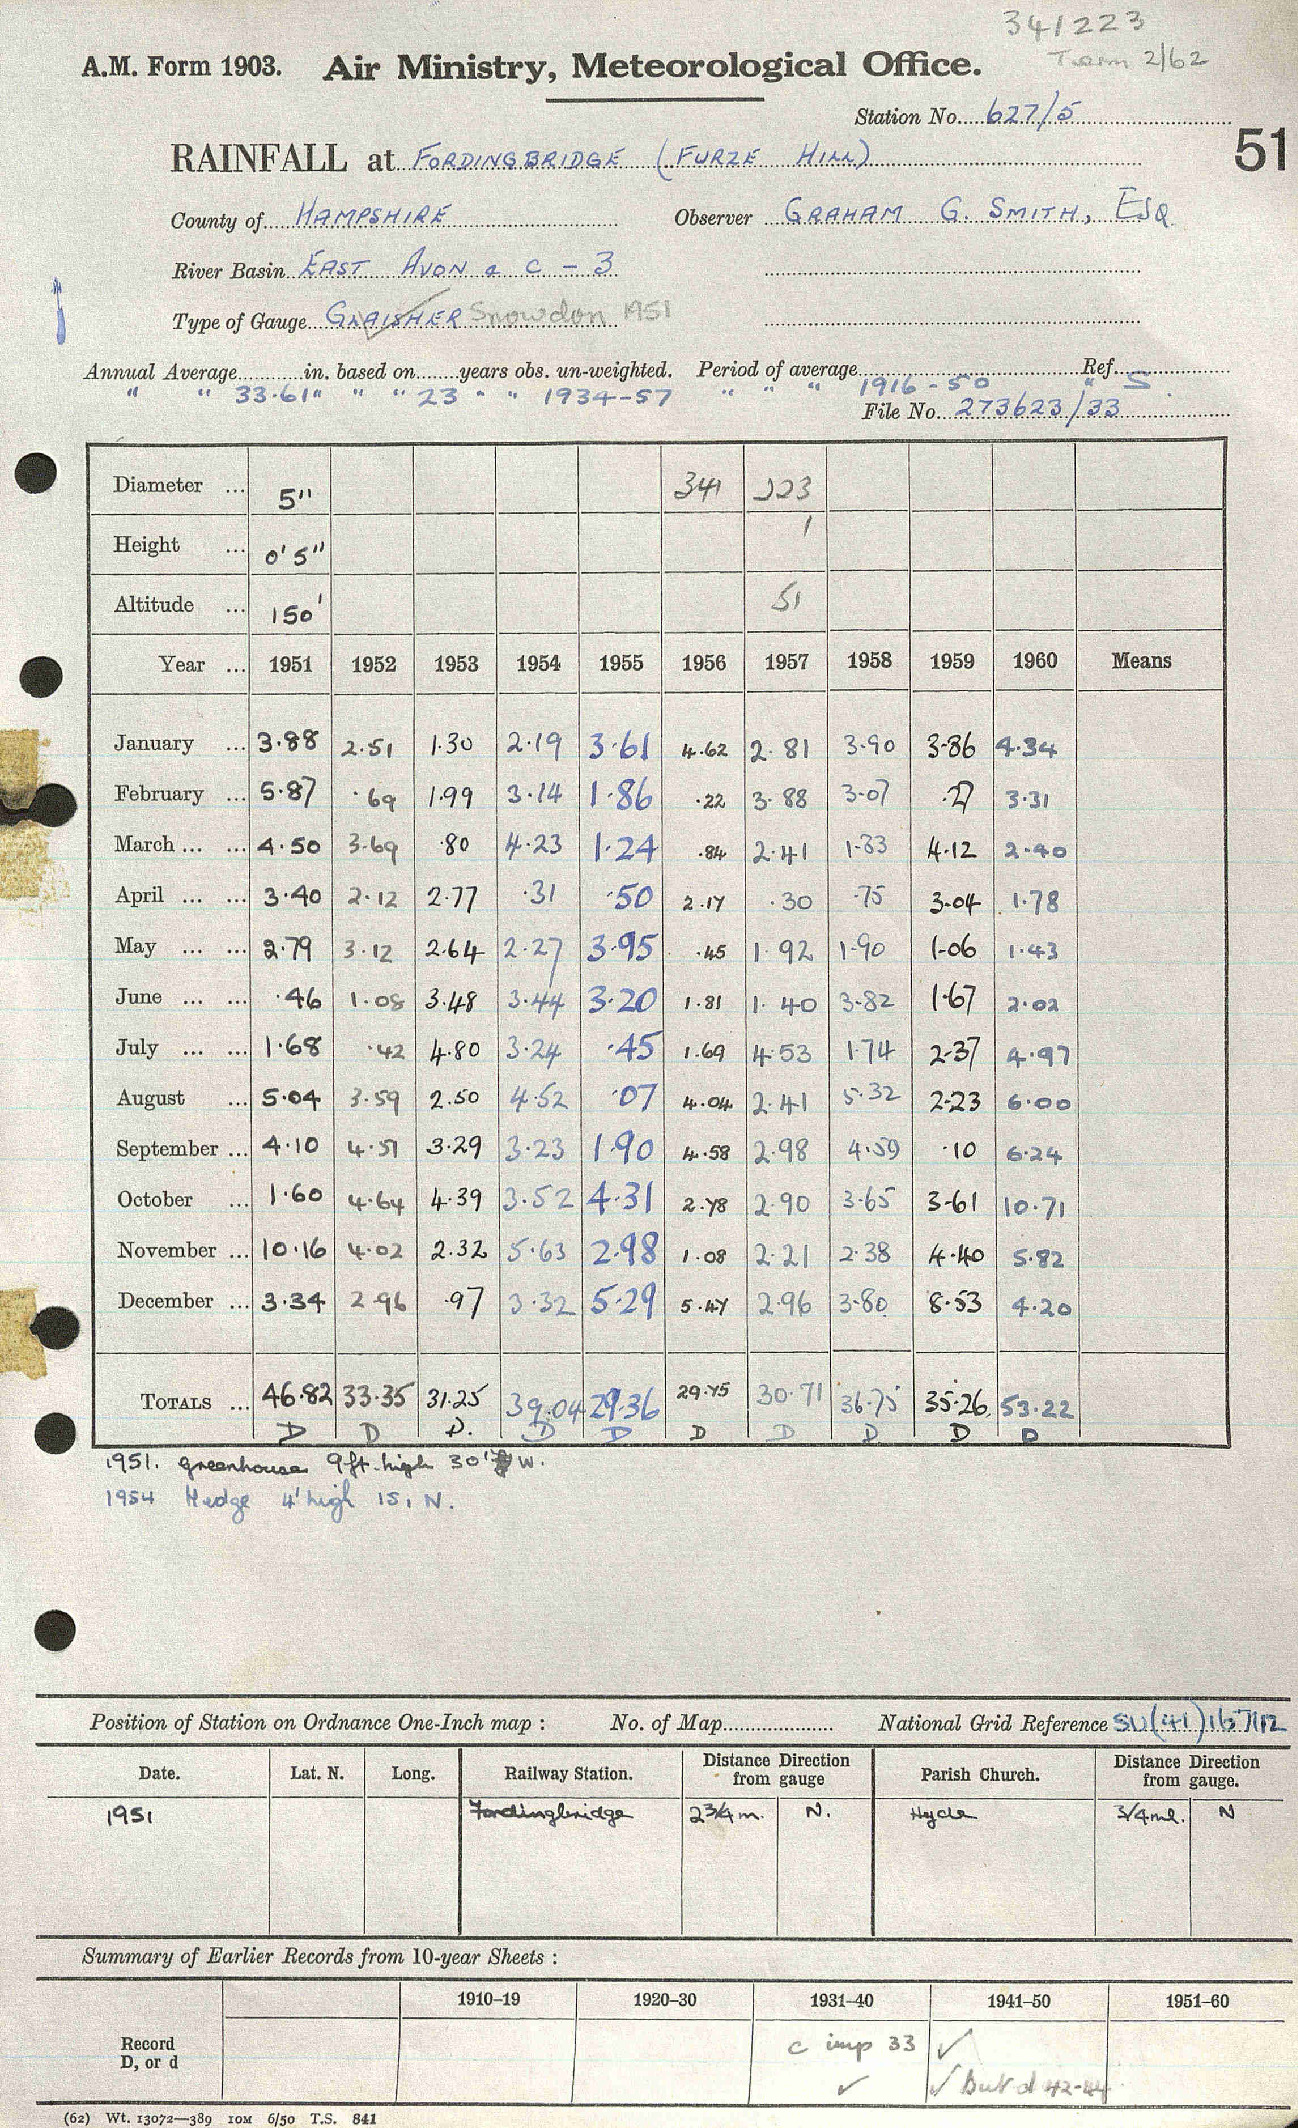 341223
A.M. Form 1903. Air Ministry, Meteorological Office.
2/62
Station No. 627/5
51
RAINFALL at FORDINGBRIDGE (FURZE HILL)
County of HAMPSHIRE Observer GRAHAM G. SMITH, ESQ
River Basin EAST AVON & C - 3
Type of Gauge GLAISHER Snowdon 1951
Annual Average in. based on years obs. un-weighted. Period of average Ref.
" " 33.61" " " 23 " " 1934-57 " " " 1916-50 " S.
File No. 273623/33
Diameter ... 5" 341 223
Height ... 0' 5" 1
Altitude ... 150' 51
Year ... 1951 1952 1953 1954 1955 1956 1957 1958 1959 1960 Means
January ... 3.88 2.51 1.30 2.19 3.61 4.62 2.81 3.90 3.86 4.34
February ... 5.87 .69 1.99 3.14 1.86 .22 3.88 3.07 .27 3.31
March ... ... 4.50 3.69 .80 4.23 1.24 .84 2.41 1.83 4.12 2.40
April ... ... 3.40 2.12 2.77 .31 .50 2.17 .30 .75 3.04 1.78
May ... ... 2.79 3.12 2.64 2.27 3.95 .45 1.92 1.90 1.06 1.43
June ... ... .46 1.08 3.48 3.44 3.20 1.81 1.40 3.82 1.67 2.02
July ... ... 1.68 .42 4.80 3.24 .45 1.69 4.53 1.74 2.37 4.97
August ... 5.04 3.59 2.50 4.52 .07 4.04 2.41 5.32 2.23 6.00
September ... 4.10 4.51 3.29 3.23 1.90 4.58 2.98 4.59 .10 6.24
October ... 1.60 4.64 4.39 3.52 4.31 2.78 2.90 3.65 3.61 10.71
November ... 10.16 4.02 2.32 5.63 2.98 1.08 2.21 2.38 4.40 5.82
December ... 3.34 2.96 .97 3.32 5.29 5.47 2.96 3.80 8.53 4.20
TOTALS ... 46.82 33.35 31.25 39.04 29.36 29.75 30.71 36.75 35.26 53.22
D D D. D D D D D D D
1951. Greenhouse 9ft. high 30' W.
1954 Hedge 4' high 15, N.
Position of Station on Ordnance One-Inch map : No. of Map National Grid Reference SU(41)167112
Date. Lat. N. Long. Railway Station. Distance from gauge Direction Parish Church. Distance from gauge. Direction
1951 Fordingbridge 2¾ m. N. Hyde ¾ ml. N
Summary of Earlier Records from 10-year Sheets :
1910–19 1920–30 1931–40 1941–50 1951–60
Record D, or d c imp 33 ✓
✓ ✓ But d 42-44
(62) Wt. 13072—389 10M 6/50 T.S. 841